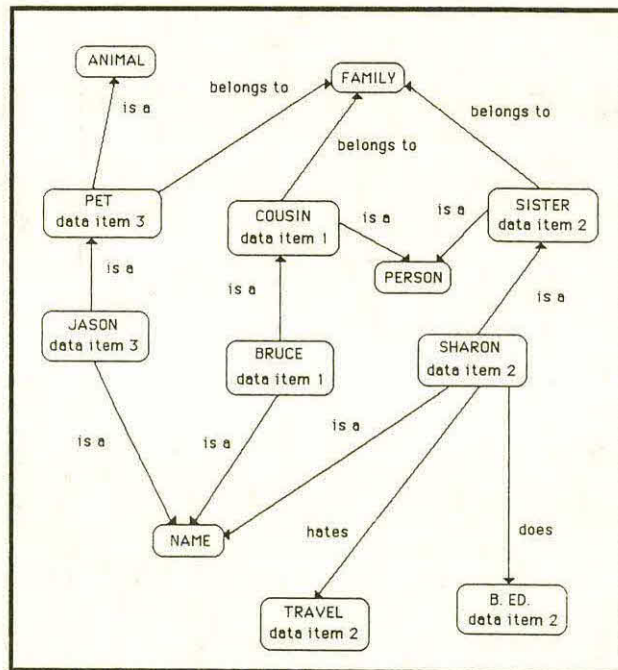 ANIMAL
FAMILY
belongs to
is a
belongs to
belongs to
PET
data item 3
COUSIN
data item 1
is a
is a
SISTER
data item 2
PERSON
is a
is a
is a
JASON
data item 3
BRUCE
data item 1
SHARON
data item 2
is a
is a
is a
NAME
hates
does
TRAVEL
data item 2
B. ED.
data item 2